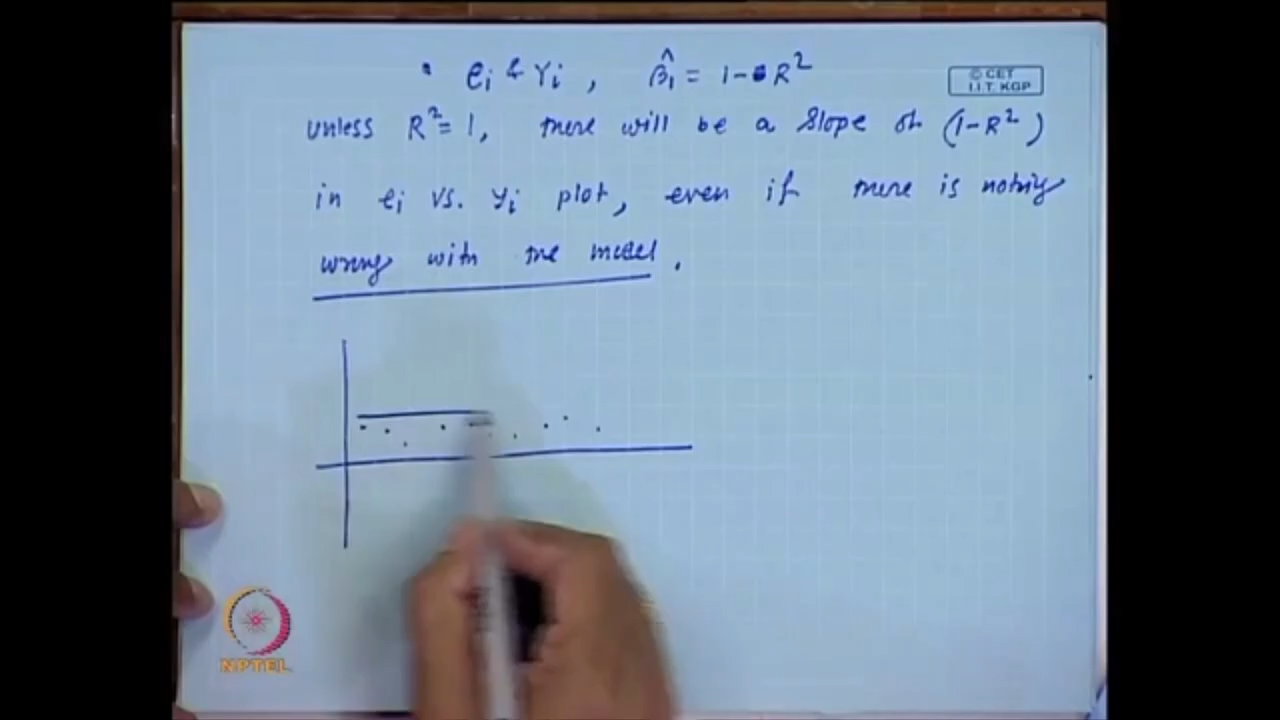 • ei & Yi , β̂1 = 1- R²
© CET
I.I.T. KGP
unless R² = 1, there will be a slope of (1-R²)
in ei vs. yi plot, even if there is nothing
wrong with the model.
NPTEL